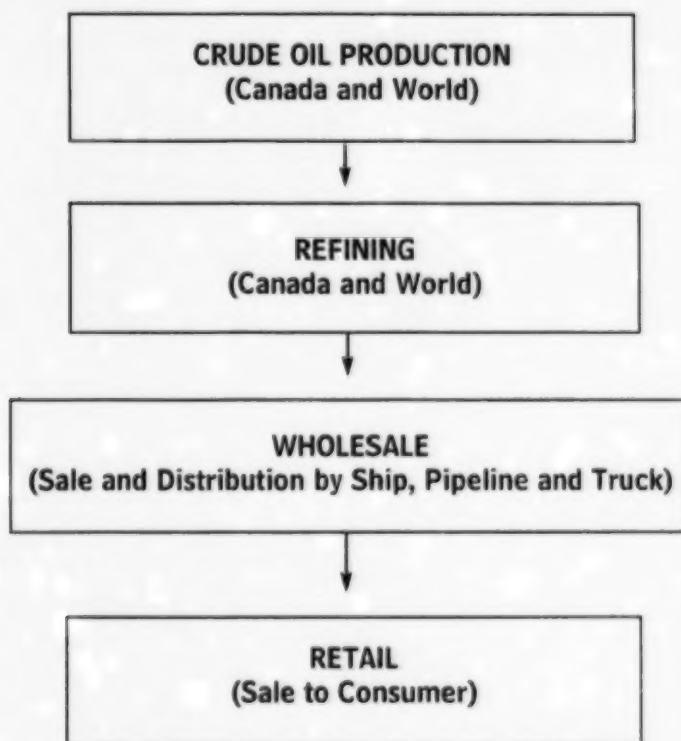 CRUDE OIL PRODUCTION
(Canada and World)
REFINING
(Canada and World)
WHOLESALE
(Sale and Distribution by Ship, Pipeline and Truck)
RETAIL
(Sale to Consumer)